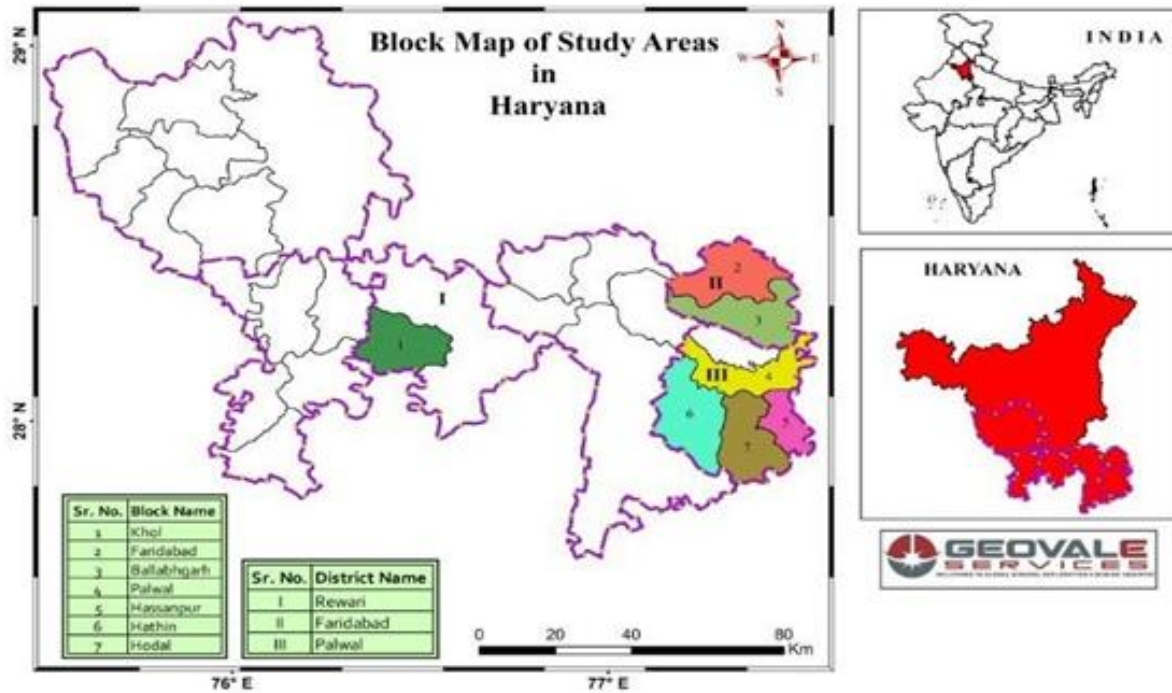 Block Map of Study Areas
in
Haryana
N
W E
S
29° N
28° N
76° E
77° E
I
II
III
1
2
3
4
5
6
7
Sr. No. Block Name
1 Khol
2 Faridabad
3 Ballabhgarh
4 Palwal
5 Hassanpur
6 Hathin
7 Hodal
Sr. No. District Name
I Rewari
II Faridabad
III Palwal
0 20 40 80
Km
INDIA
HARYANA
GEOVALE
SERVICES